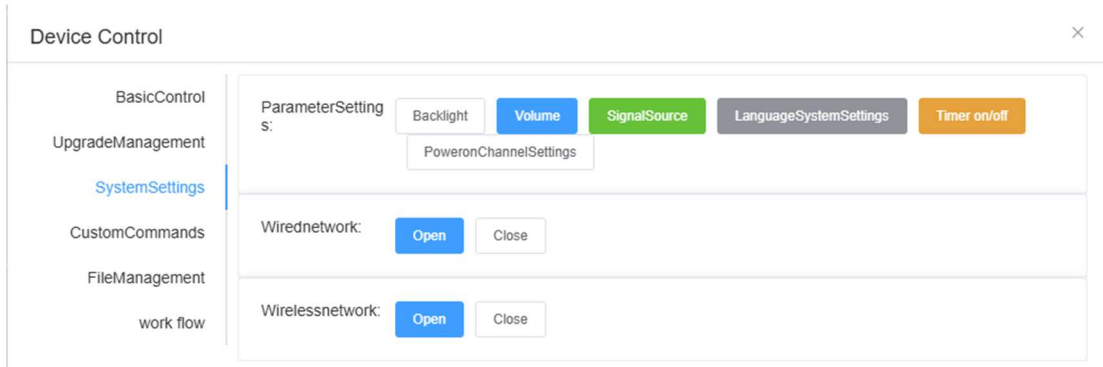 Device Control
BasicControl
UpgradeManagement
SystemSettings
CustomCommands
FileManagement
work flow
ParameterSetting
s:
Backlight Volume SignalSource LanguageSystemSettings Timer on/off
PoweronChannelSettings
Wirednetwork: Open Close
Wirelessnetwork: Open Close